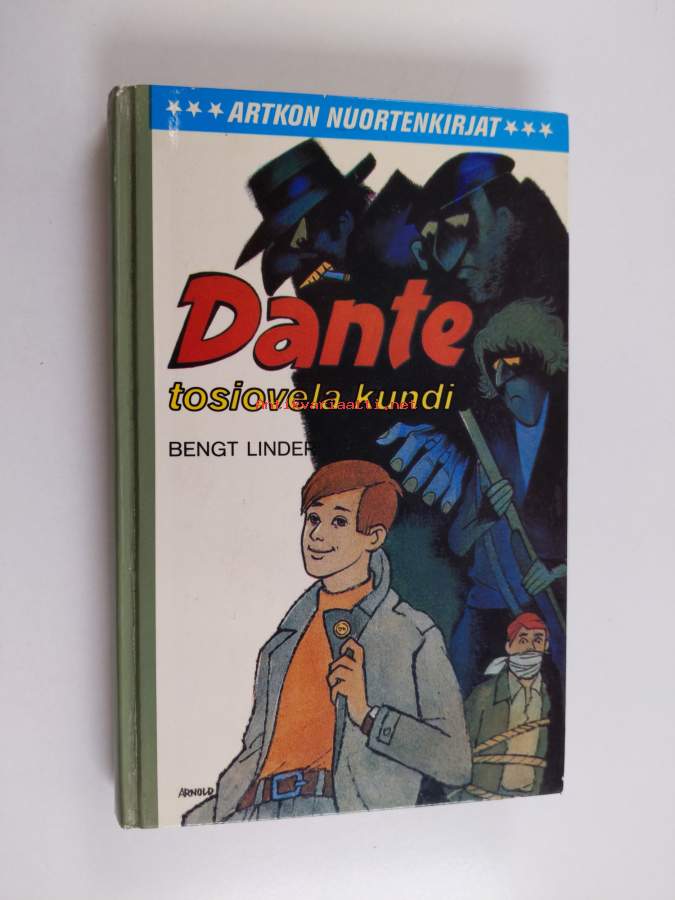 ARTKON NUORTENKIRJAT
Dante
tosiovela kundi
BENGT LINDER
ARNOLD